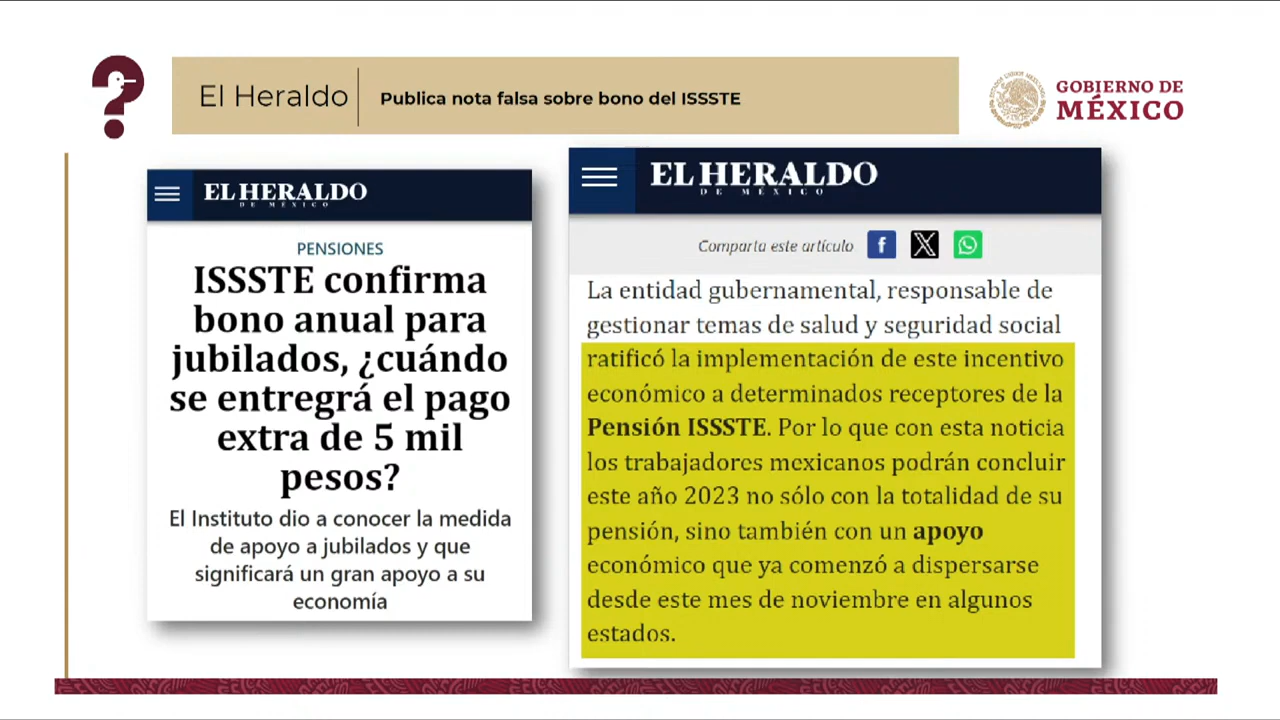 El Heraldo
Publica nota falsa sobre bono del ISSSTE
GOBIERNO DE
MÉXICO
EL HERALDO
DE MÉXICO
PENSIONES
ISSSTE confirma
bono anual para
jubilados, ¿cuándo
se entregrá el pago
extra de 5 mil
pesos?
El Instituto dio a conocer la medida
de apoyo a jubilados y que
significará un gran apoyo a su
economía
EL HERALDO
DE MÉXICO
Comparta este artículo
La entidad gubernamental, responsable de
gestionar temas de salud y seguridad social
ratificó la implementación de este incentivo
económico a determinados receptores de la
Pensión ISSSTE. Por lo que con esta noticia
los trabajadores mexicanos podrán concluir
este año 2023 no sólo con la totalidad de su
pensión, sino también con un apoyo
económico que ya comenzó a dispersarse
desde este mes de noviembre en algunos
estados.